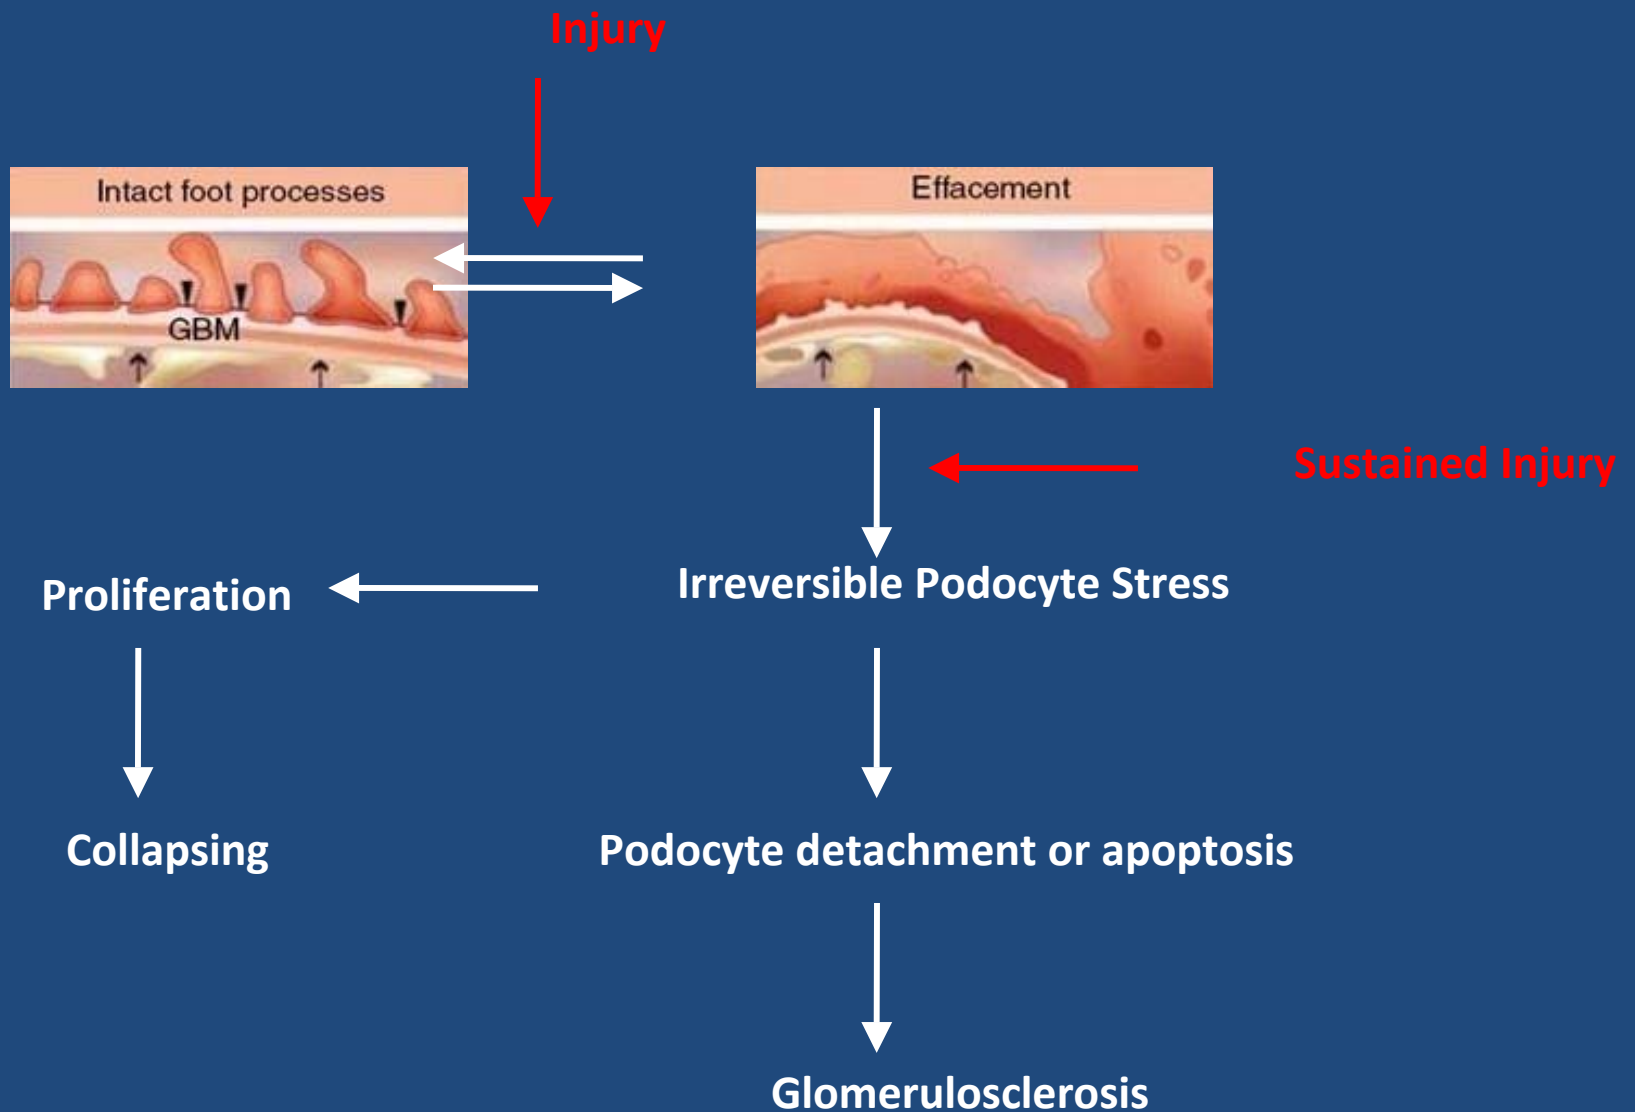 Injury
Intact foot processes
Effacement
GBM
Sustained Injury
Irreversible Podocyte Stress
Proliferation
Collapsing
Podocyte detachment or apoptosis
Glomerulosclerosis